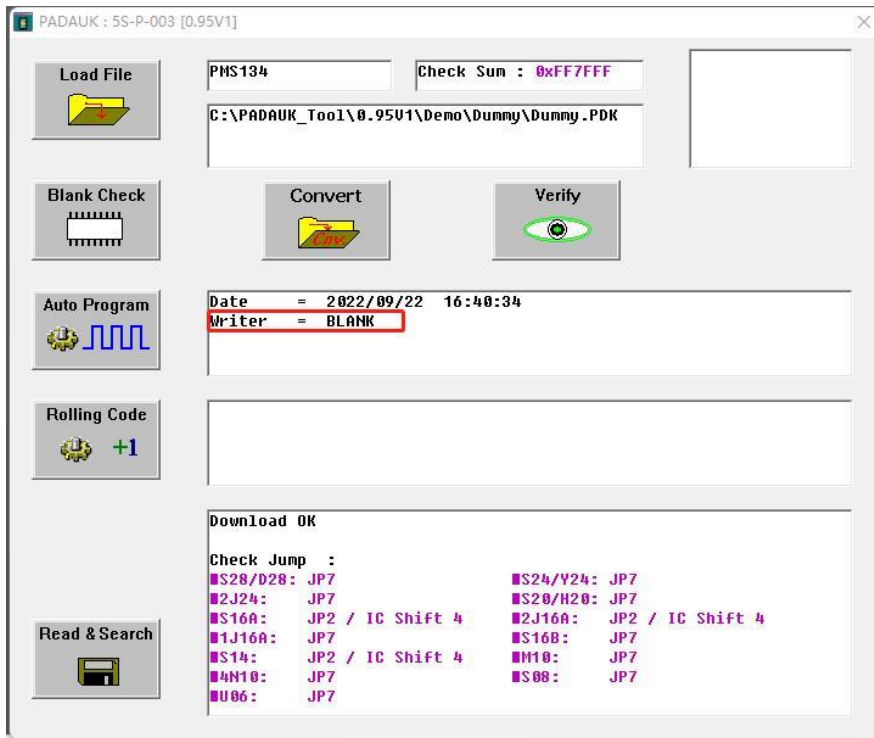 PADAUK : 5S-P-003 [0.95V1]
Load File
PMS134
Check Sum : 0xFF7FFF
C:\PADAUK_Tool\0.95V1\Demo\Dummy\Dummy.PDK
Blank Check
Convert
Cnv.
Verify
Auto Program
Date = 2022/09/22 16:40:34
Writer = BLANK
Rolling Code
+1
Download OK
Check Jump :
■S28/D28: JP7 ■S24/Y24: JP7
■2J24: JP7 ■S20/H20: JP7
■S16A: JP2 / IC Shift 4 ■2J16A: JP2 / IC Shift 4
■1J16A: JP7 ■S16B: JP7
■S14: JP2 / IC Shift 4 ■M10: JP7
■4N10: JP7 ■S08: JP7
■U06: JP7
Read & Search